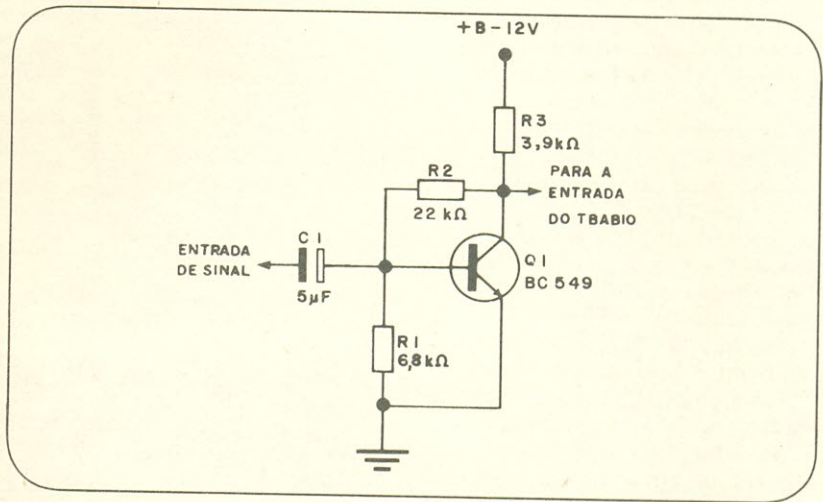 +B-12V
R3
3,9kΩ
R2
22 kΩ
PARA A
ENTRADA
DO TBABIO
C1
5µF
ENTRADA
DE SINAL
Q1
BC 549
R1
6,8kΩ